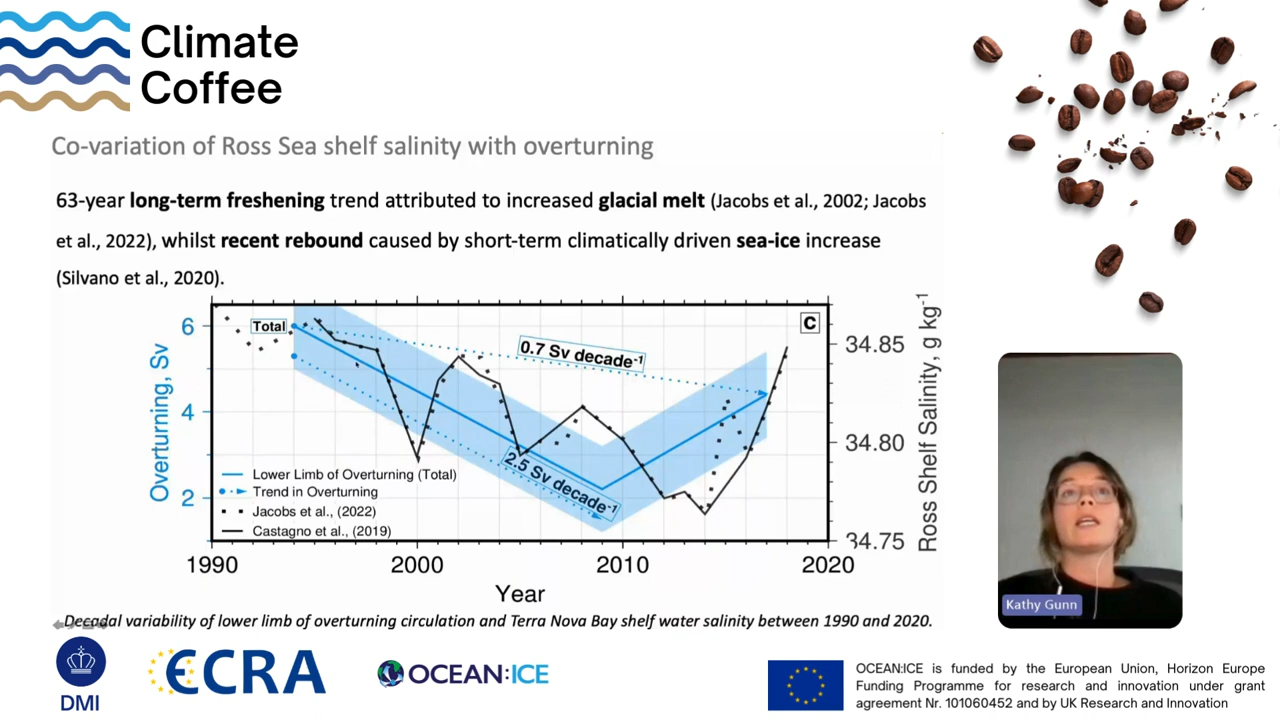 Climate
Coffee
Co-variation of Ross Sea shelf salinity with overturning
63-year long-term freshening trend attributed to increased glacial melt (Jacobs et al., 2002; Jacobs
et al., 2022), whilst recent rebound caused by short-term climatically driven sea-ice increase
(Silvano et al., 2020).
Overturning, Sv
6
4
2
Total
0.7 Sv decade⁻¹
2.5 Sv decade⁻¹
C
Lower Limb of Overturning (Total)
Trend in Overturning
Jacobs et al., (2022)
Castagno et al., (2019)
34.85
34.80
34.75
Ross Shelf Salinity, g kg⁻¹
1990 2000 2010 2020
Year
Decadal variability of lower limb of overturning circulation and Terra Nova Bay shelf water salinity between 1990 and 2020.
Kathy Gunn
DMI
ECRA
OCEAN:ICE
OCEAN:ICE is funded by the European Union, Horizon Europe
Funding Programme for research and innovation under grant
agreement Nr. 101060452 and by UK Research and Innovation